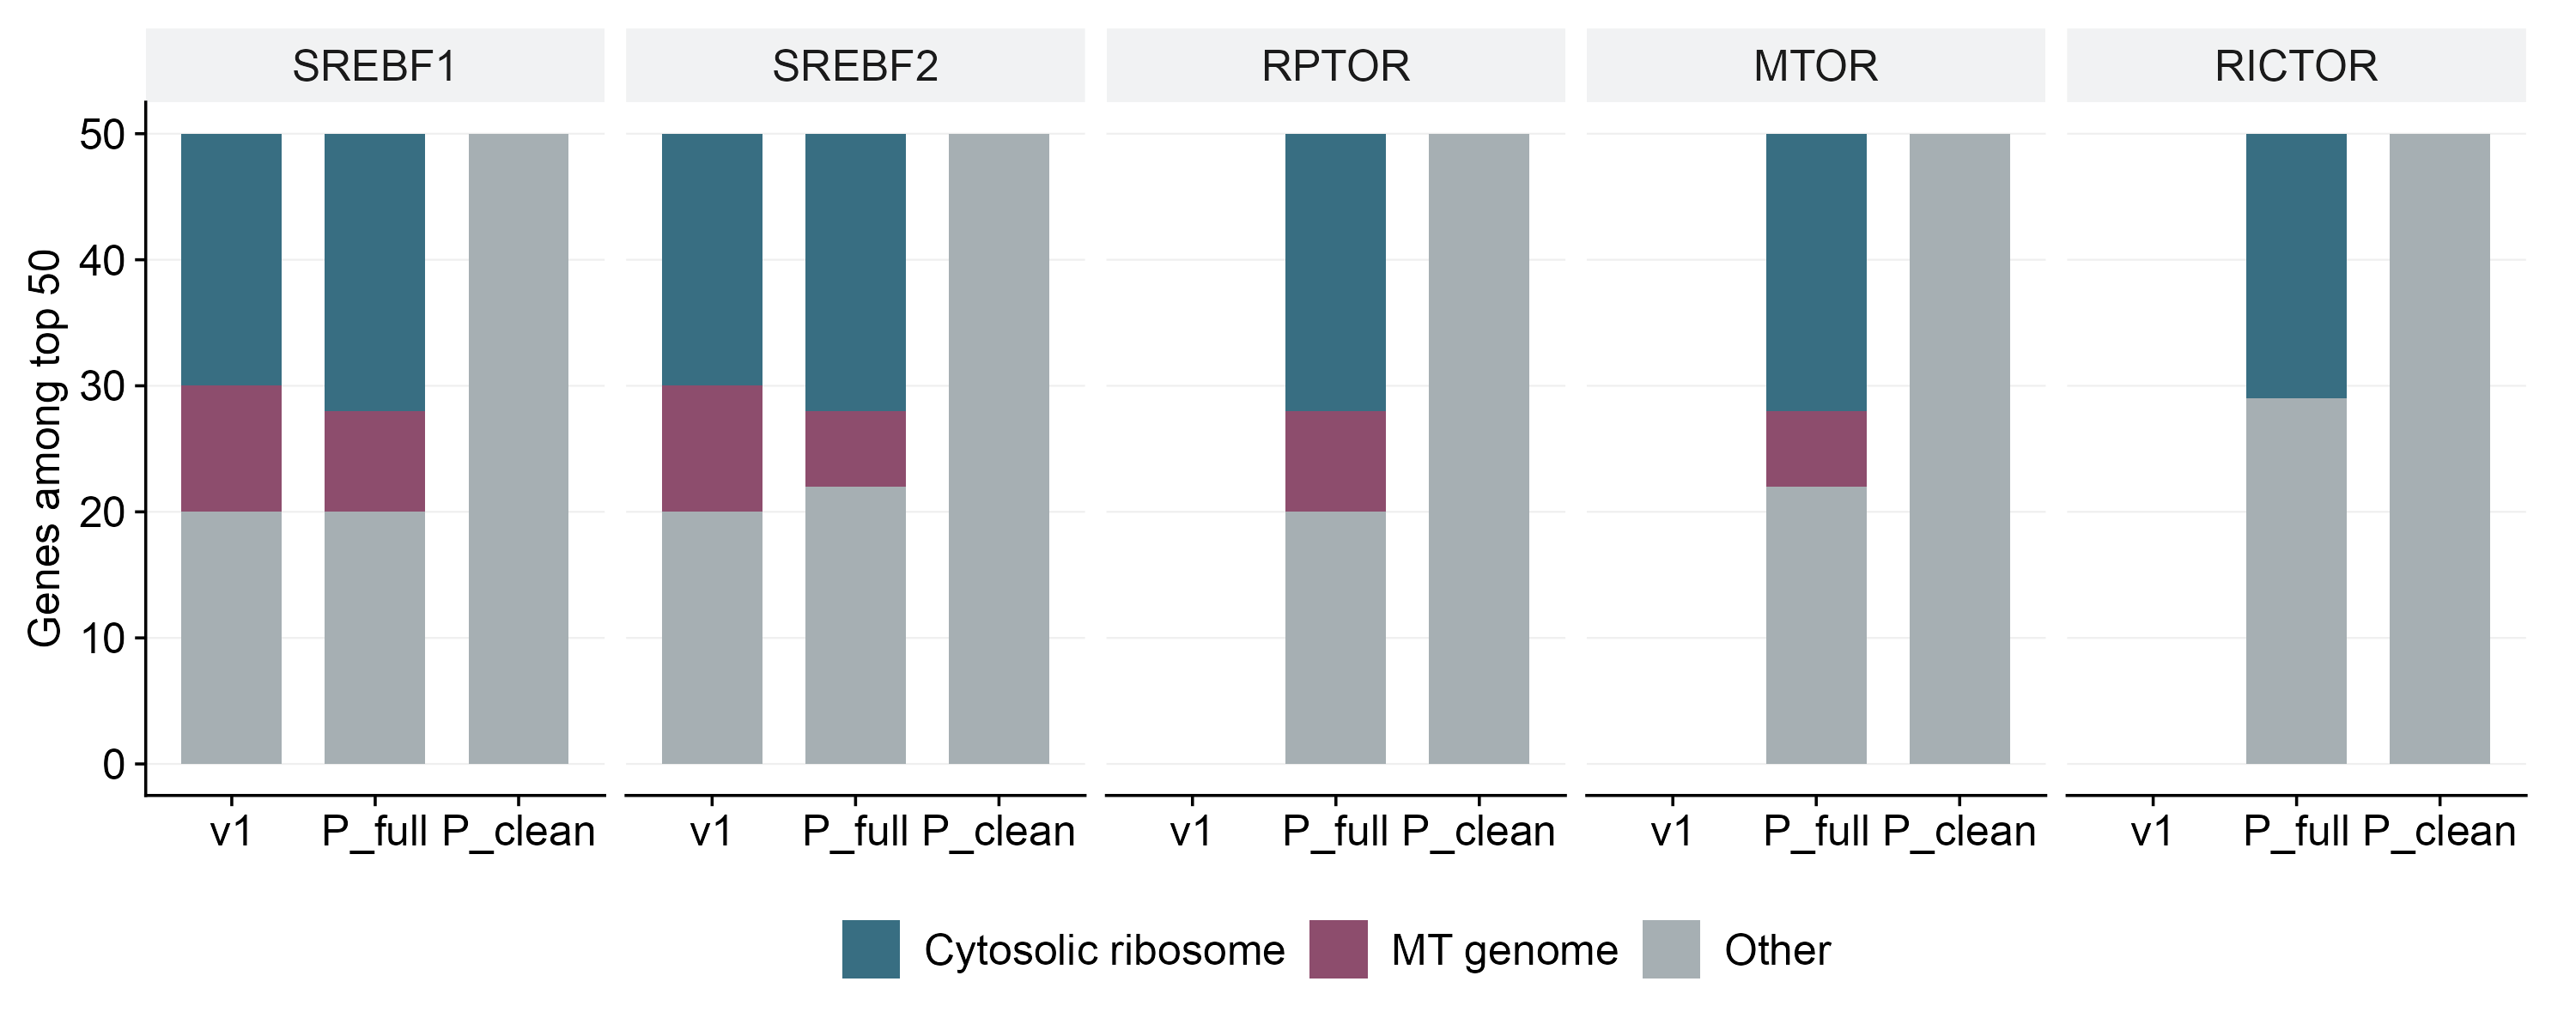 SREBF1 SREBF2 RPTOR MTOR RICTOR
Genes among top 50
50
40
30
20
10
0
v1 P_full P_clean v1 P_full P_clean v1 P_full P_clean v1 P_full P_clean v1 P_full P_clean
Cytosolic ribosome MT genome Other